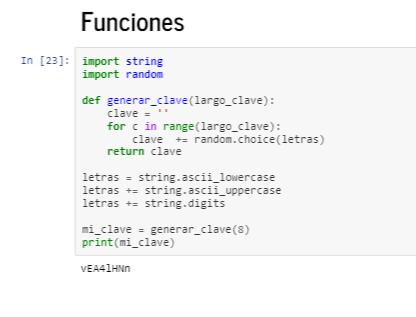 Funciones
In [23]: import string
import random
def generar_clave(largo_clave):
clave = ''
for c in range(largo_clave):
clave += random.choice(letras)
return clave
letras = string.ascii_lowercase
letras += string.ascii_uppercase
letras += string.digits
mi_clave = generar_clave(8)
print(mi_clave)
vEA4lHNn